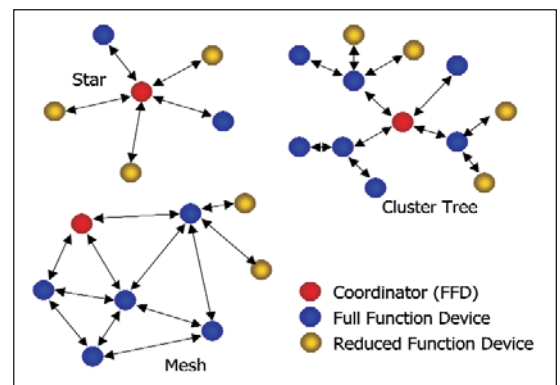 Star
Cluster Tree
Mesh
Coordinator (FFD)
Full Function Device
Reduced Function Device